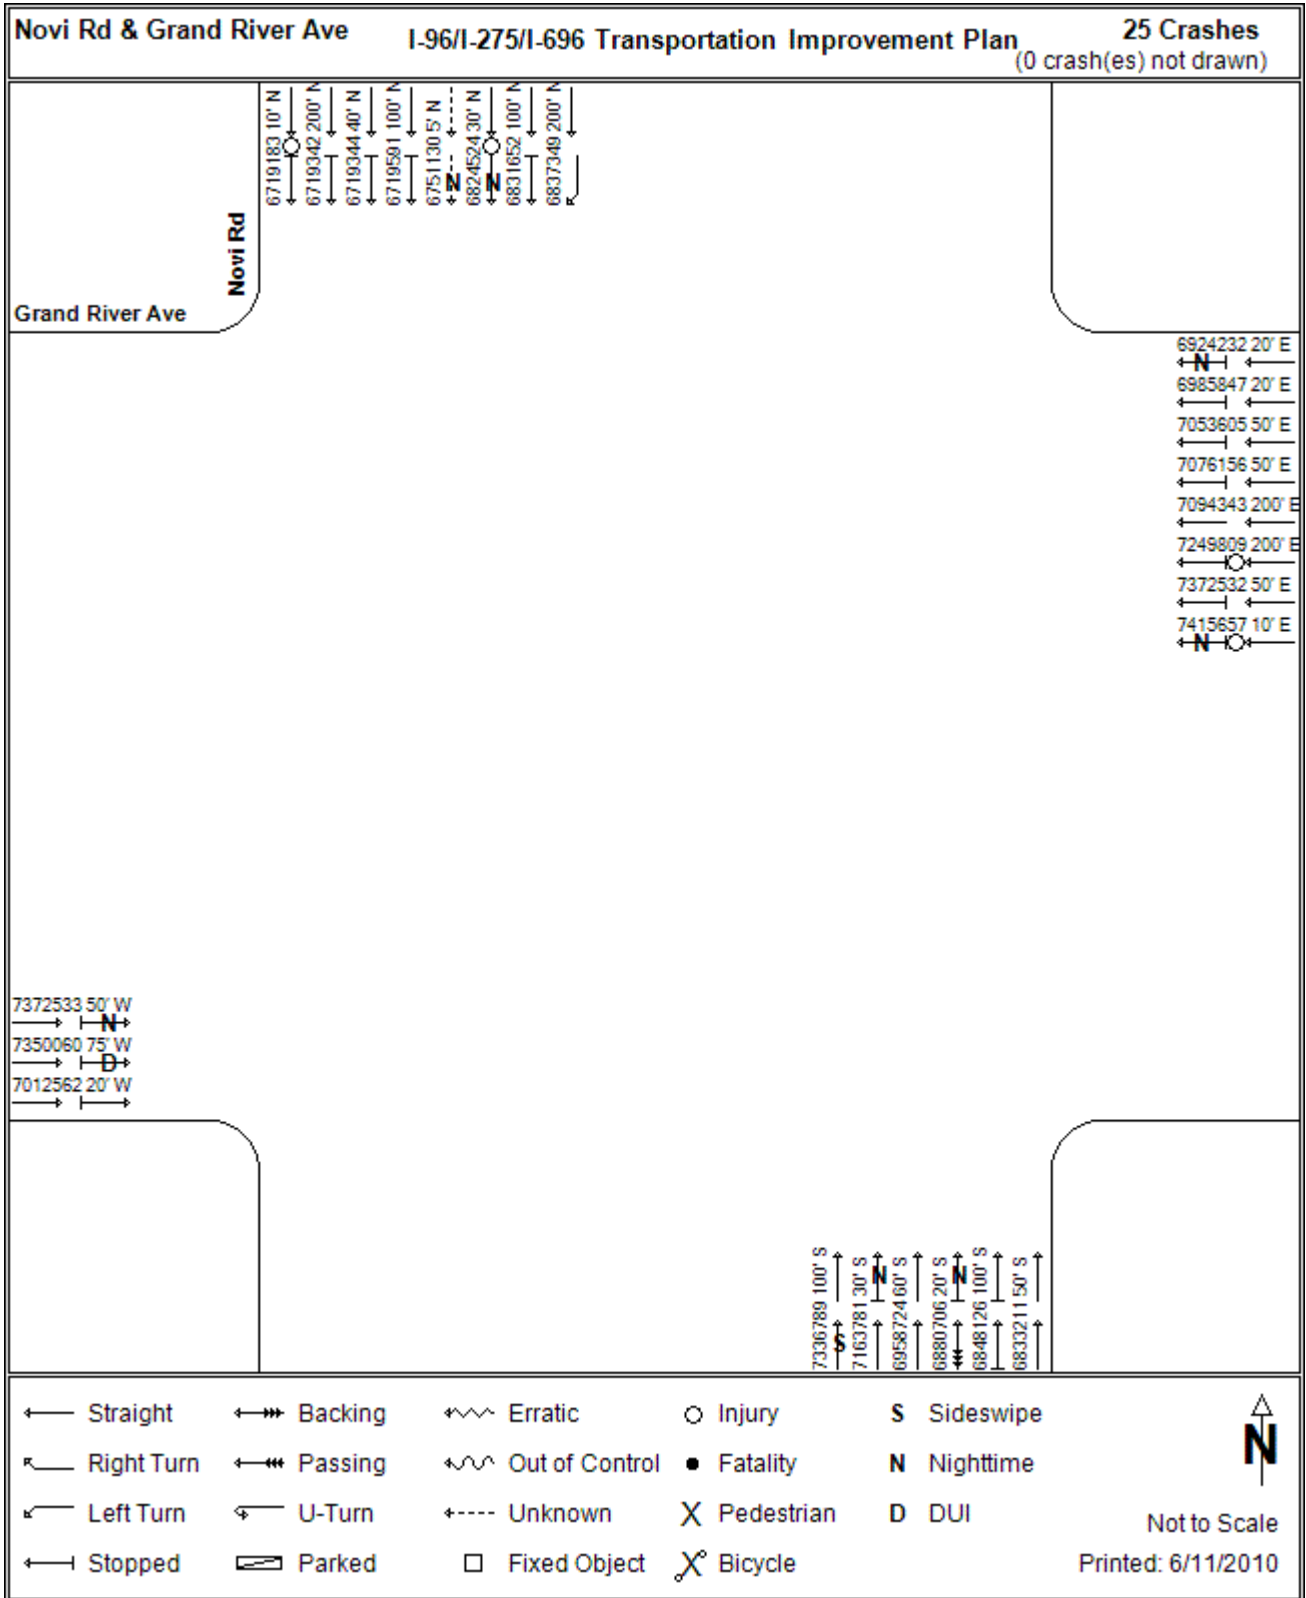 Novi Rd & Grand River Ave
I-96/I-275/I-696 Transportation Improvement Plan
25 Crashes
(0 crash(es) not drawn)
6719183 10' N
6719342 200' N
6719344 40' N
6719591 100' N
6751130 5' N
6824524 30' N
6831652 100' N
6837349 200' N
N
N
Novi Rd
Grand River Ave
6924232 20' E
N
6985847 20' E
7053605 50' E
7076156 50' E
7094343 200' E
7249809 200' E
7372532 50' E
7415657 10' E
N
7372533 50' W
N
7350060 75' W
D
7012562 20' W
7336789 100' S
S
7163781 30' S
N
6958724 60' S
6880706 20' S
N
6848126 100' S
6833211 50' S
Straight
Backing
Erratic
Injury
S Sideswipe
Right Turn
Passing
Out of Control
Fatality
N Nighttime
Left Turn
U-Turn
Unknown
Pedestrian
D DUI
Stopped
Parked
Fixed Object
Bicycle
N
Not to Scale
Printed: 6/11/2010